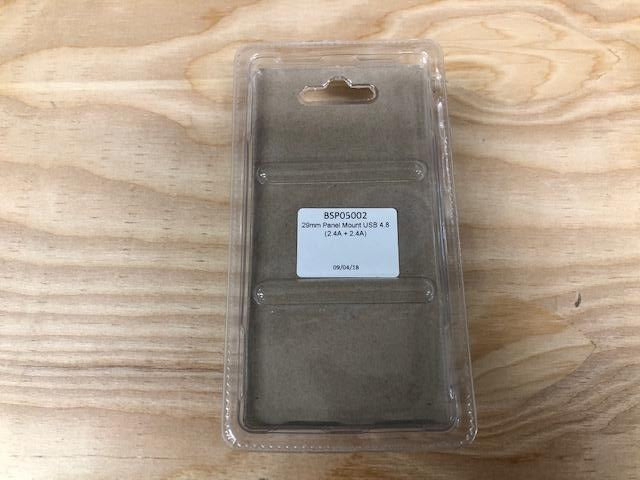 BSP05002
29mm Panel Mount USB 4.8
(2.4A + 2.4A)
09/04/18